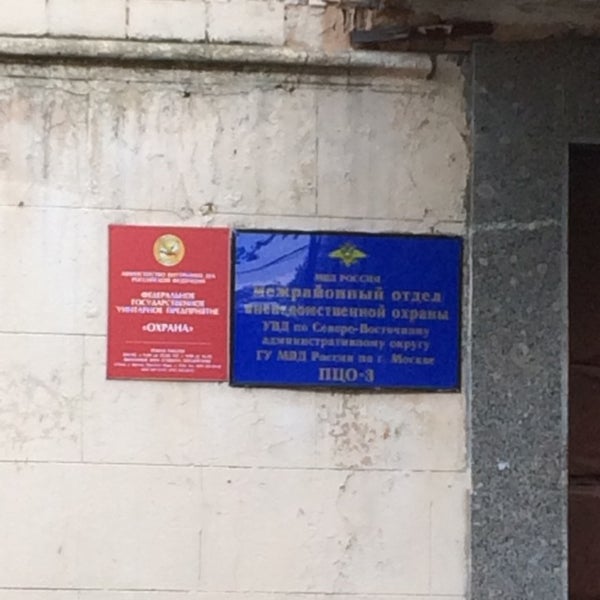 МИНИСТЕРСТВО ВНУТРЕННИХ ДЕЛ
РОССИЙСКОЙ ФЕДЕРАЦИИ
ФЕДЕРАЛЬНОЕ
ГОСУДАРСТВЕННОЕ
УНИТАРНОЕ ПРЕДПРИЯТИЕ
«ОХРАНА»
МВД РОССИИ
межрайонный отдел
вневедомственной охраны
УВД по Северо-Восточному
административному округу
ГУ МВД России по г. Москве
ПЦО-3